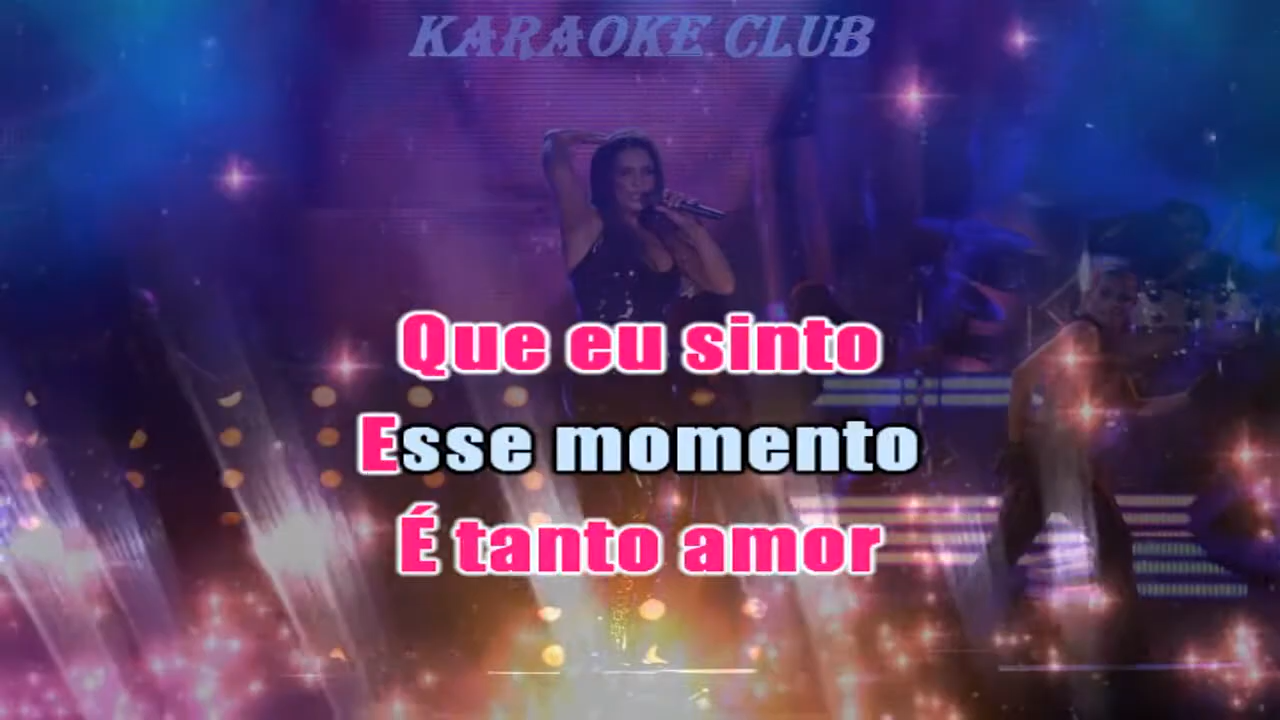 KARAOKE CLUB
Que eu sinto
Esse momento
É tanto amor